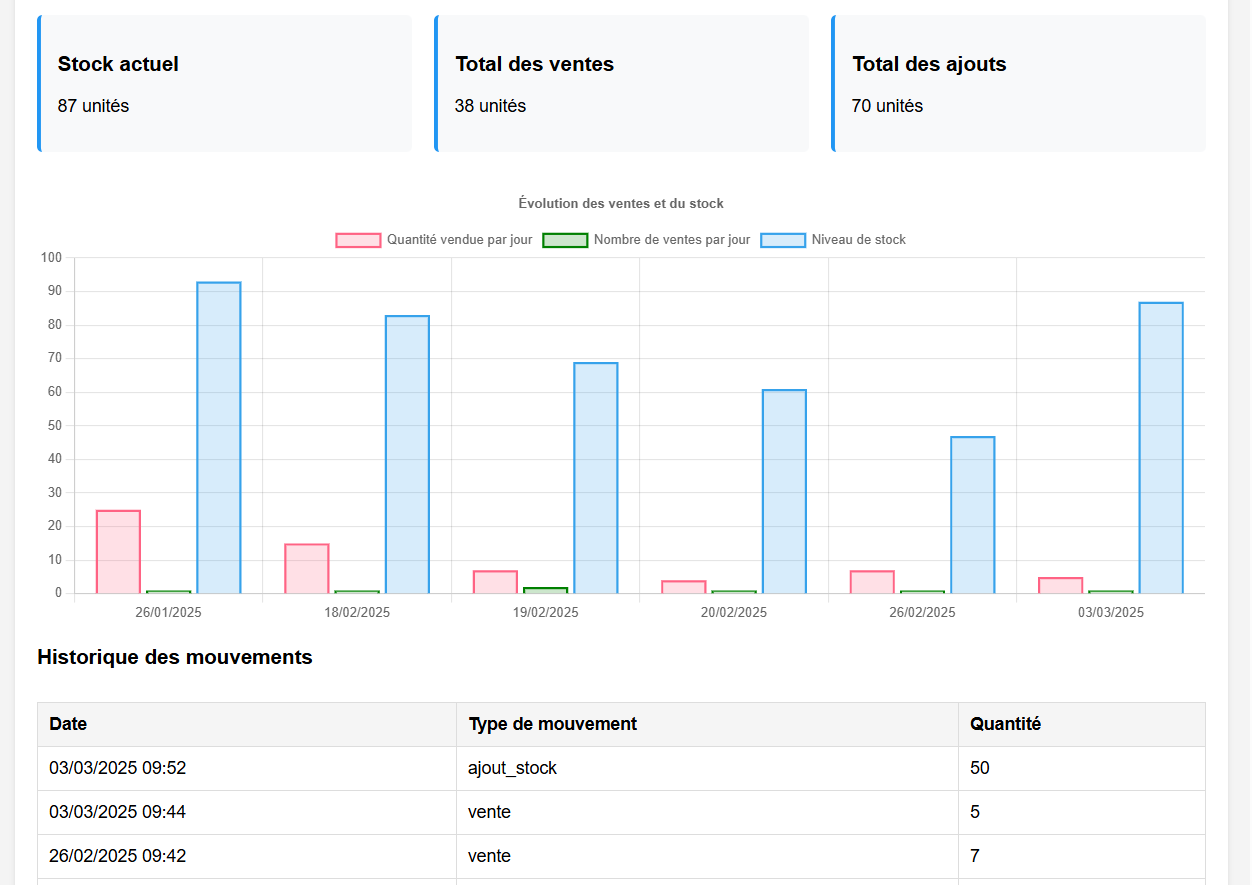 Stock actuel Total des ventes Total des ajouts
87 unités 38 unités 70 unités
Évolution des ventes et du stock
Quantité vendue par jour Nombre de ventes par jour Niveau de stock
100
90
80
70
60
50
40
30
20
10
0
26/01/2025 18/02/2025 19/02/2025 20/02/2025 26/02/2025 03/03/2025
Historique des mouvements
Date Type de mouvement Quantité
03/03/2025 09:52 ajout_stock 50
03/03/2025 09:44 vente 5
26/02/2025 09:42 vente 7